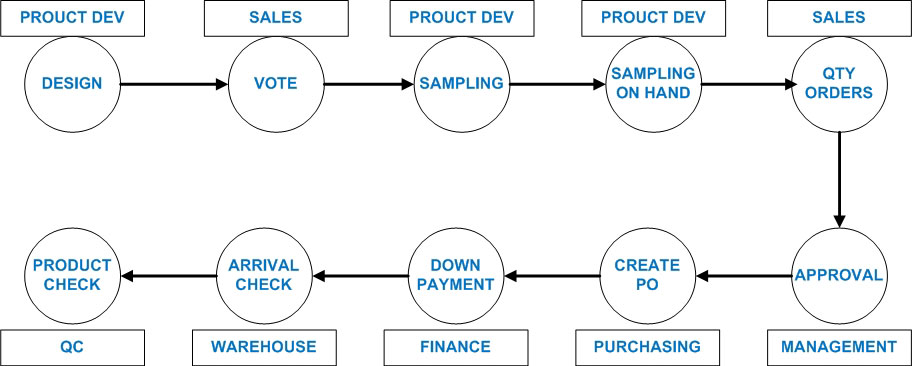 PROUCT DEV
SALES
PROUCT DEV
PROUCT DEV
SALES
DESIGN
VOTE
SAMPLING
SAMPLING
ON HAND
QTY
ORDERS
PRODUCT
CHECK
ARRIVAL
CHECK
DOWN
PAYMENT
CREATE
PO
APPROVAL
QC
WAREHOUSE
FINANCE
PURCHASING
MANAGEMENT